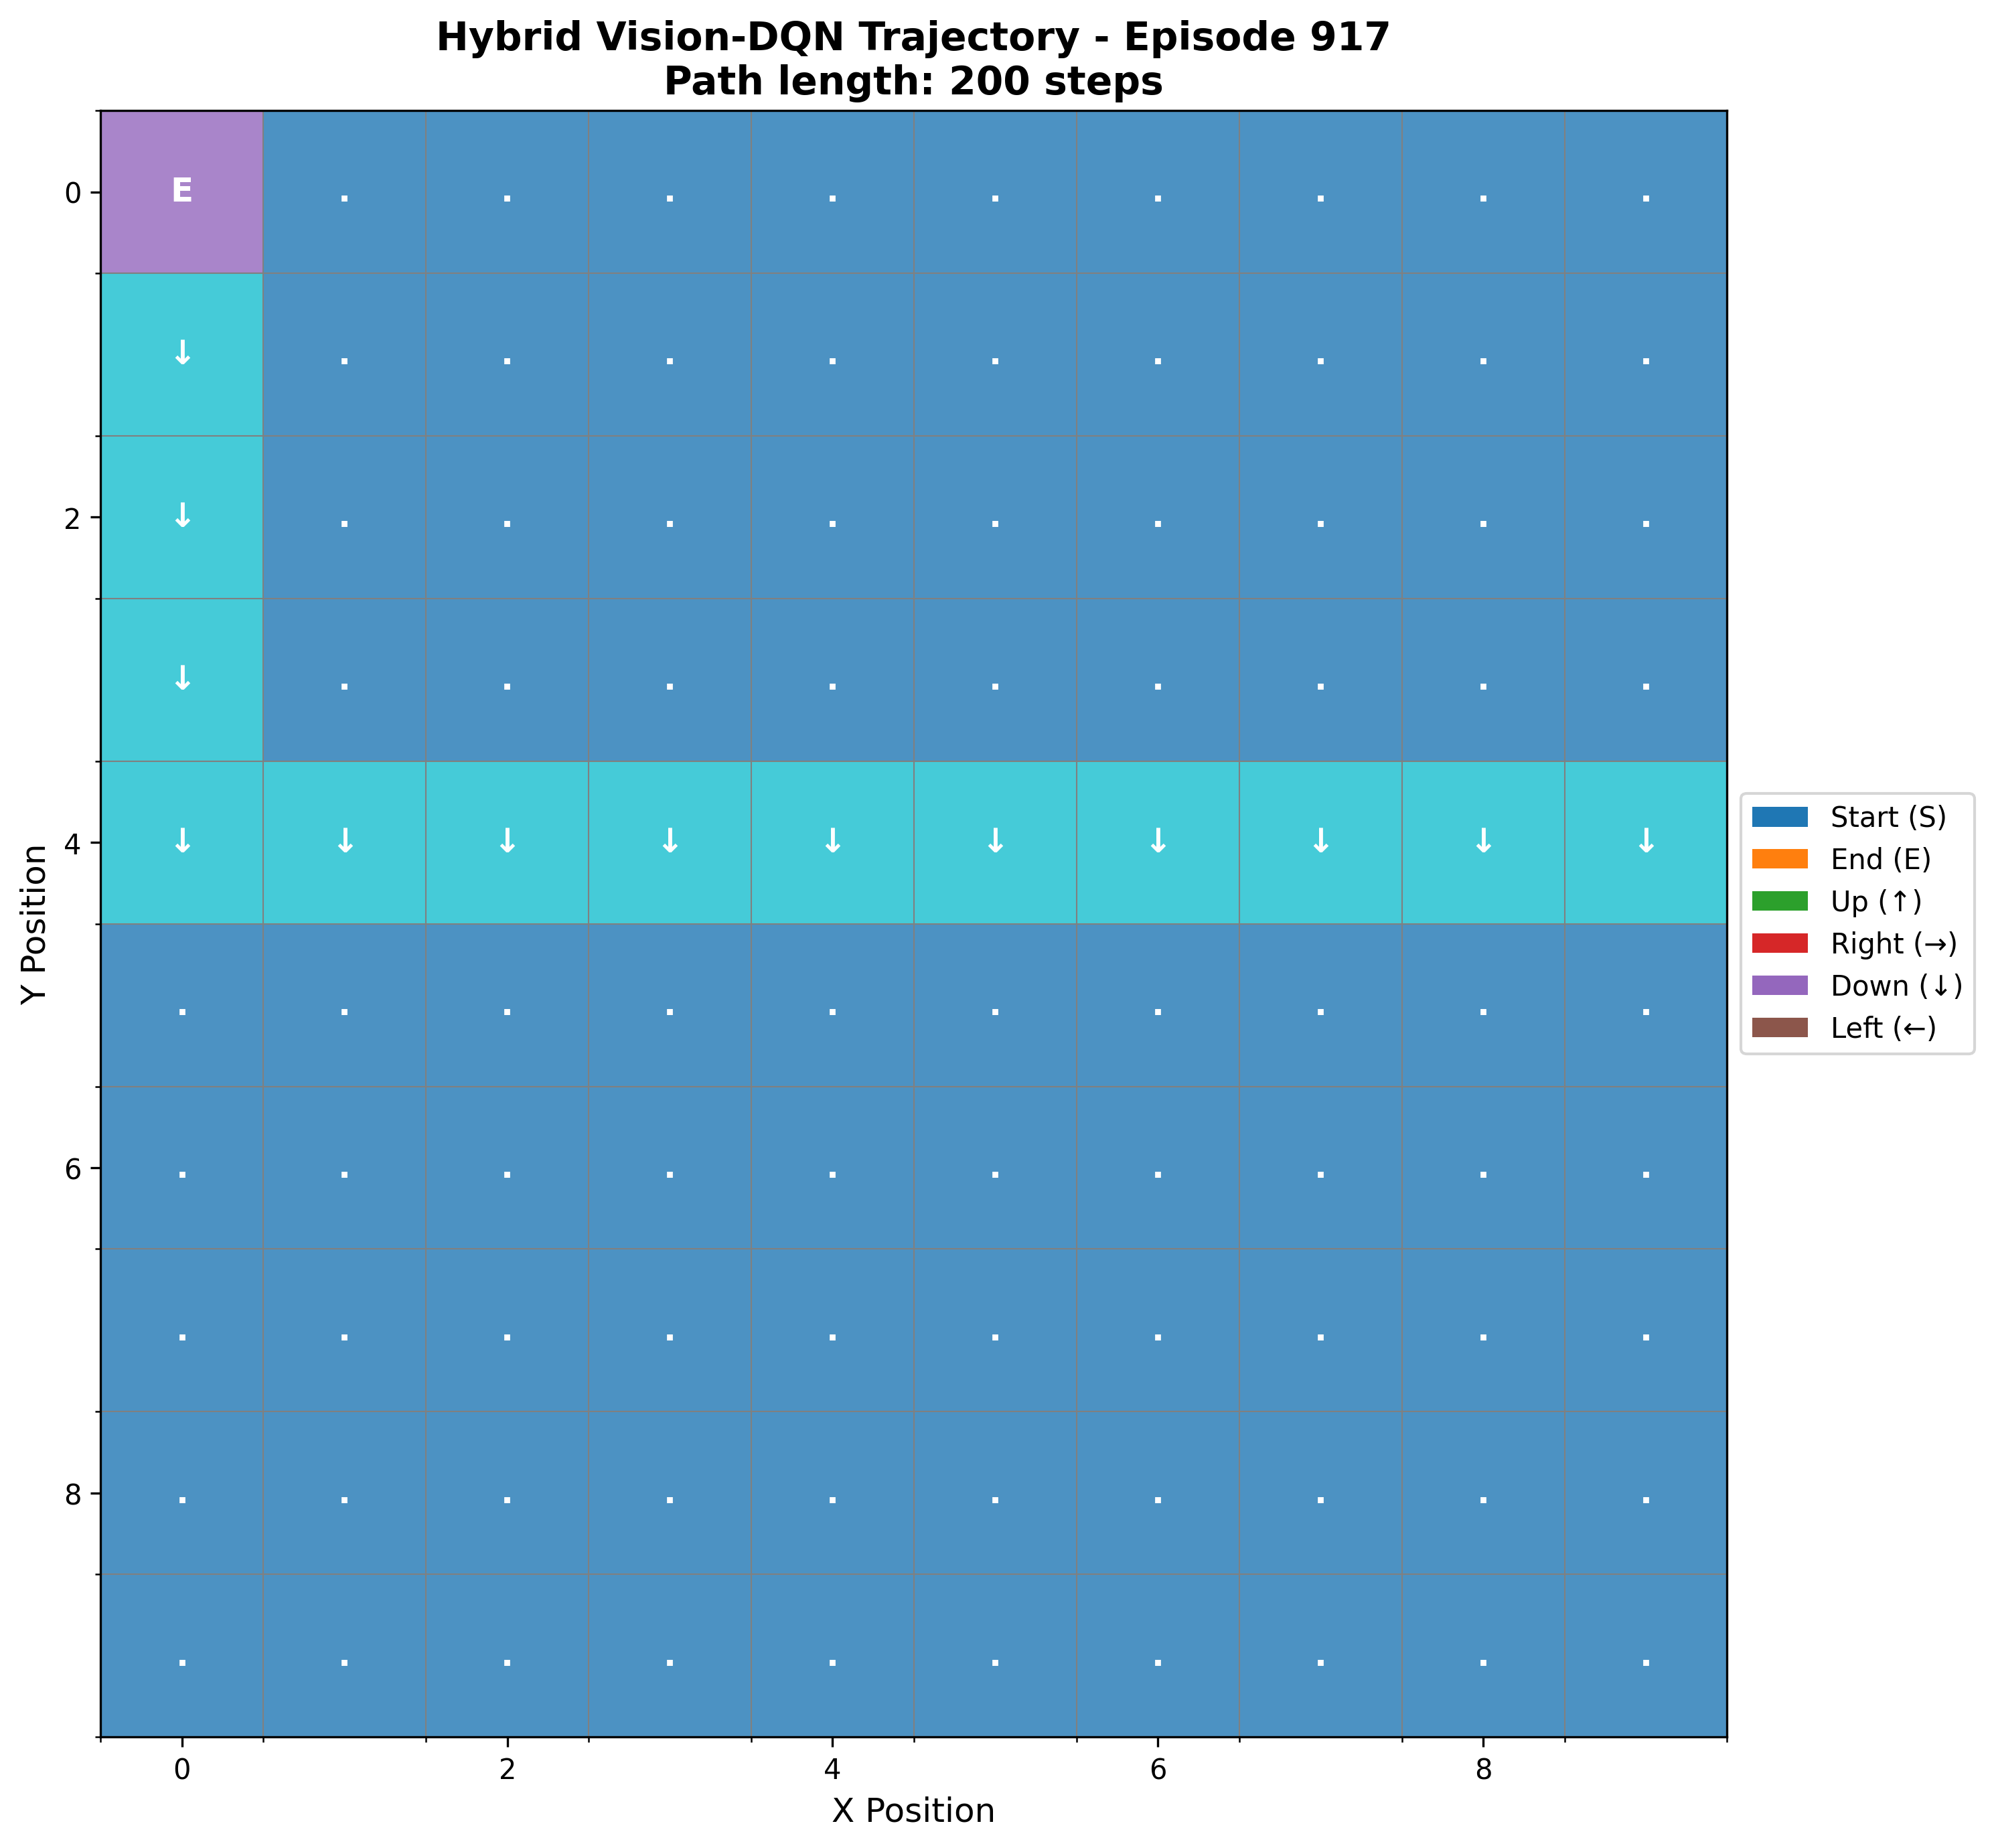 Hybrid Vision-DQN Trajectory - Episode 917
Path length: 200 steps
0 E . . . . . . . . .
↓ . . . . . . . . .
2 ↓ . . . . . . . . .
↓ . . . . . . . . .
4 ↓ ↓ ↓ ↓ ↓ ↓ ↓ ↓ ↓ ↓
. . . . . . . . . .
6 . . . . . . . . . .
. . . . . . . . . .
8 . . . . . . . . . .
. . . . . . . . . .
0 2 4 6 8
X Position
Y Position
Start (S)
End (E)
Up (↑)
Right (→)
Down (↓)
Left (←)